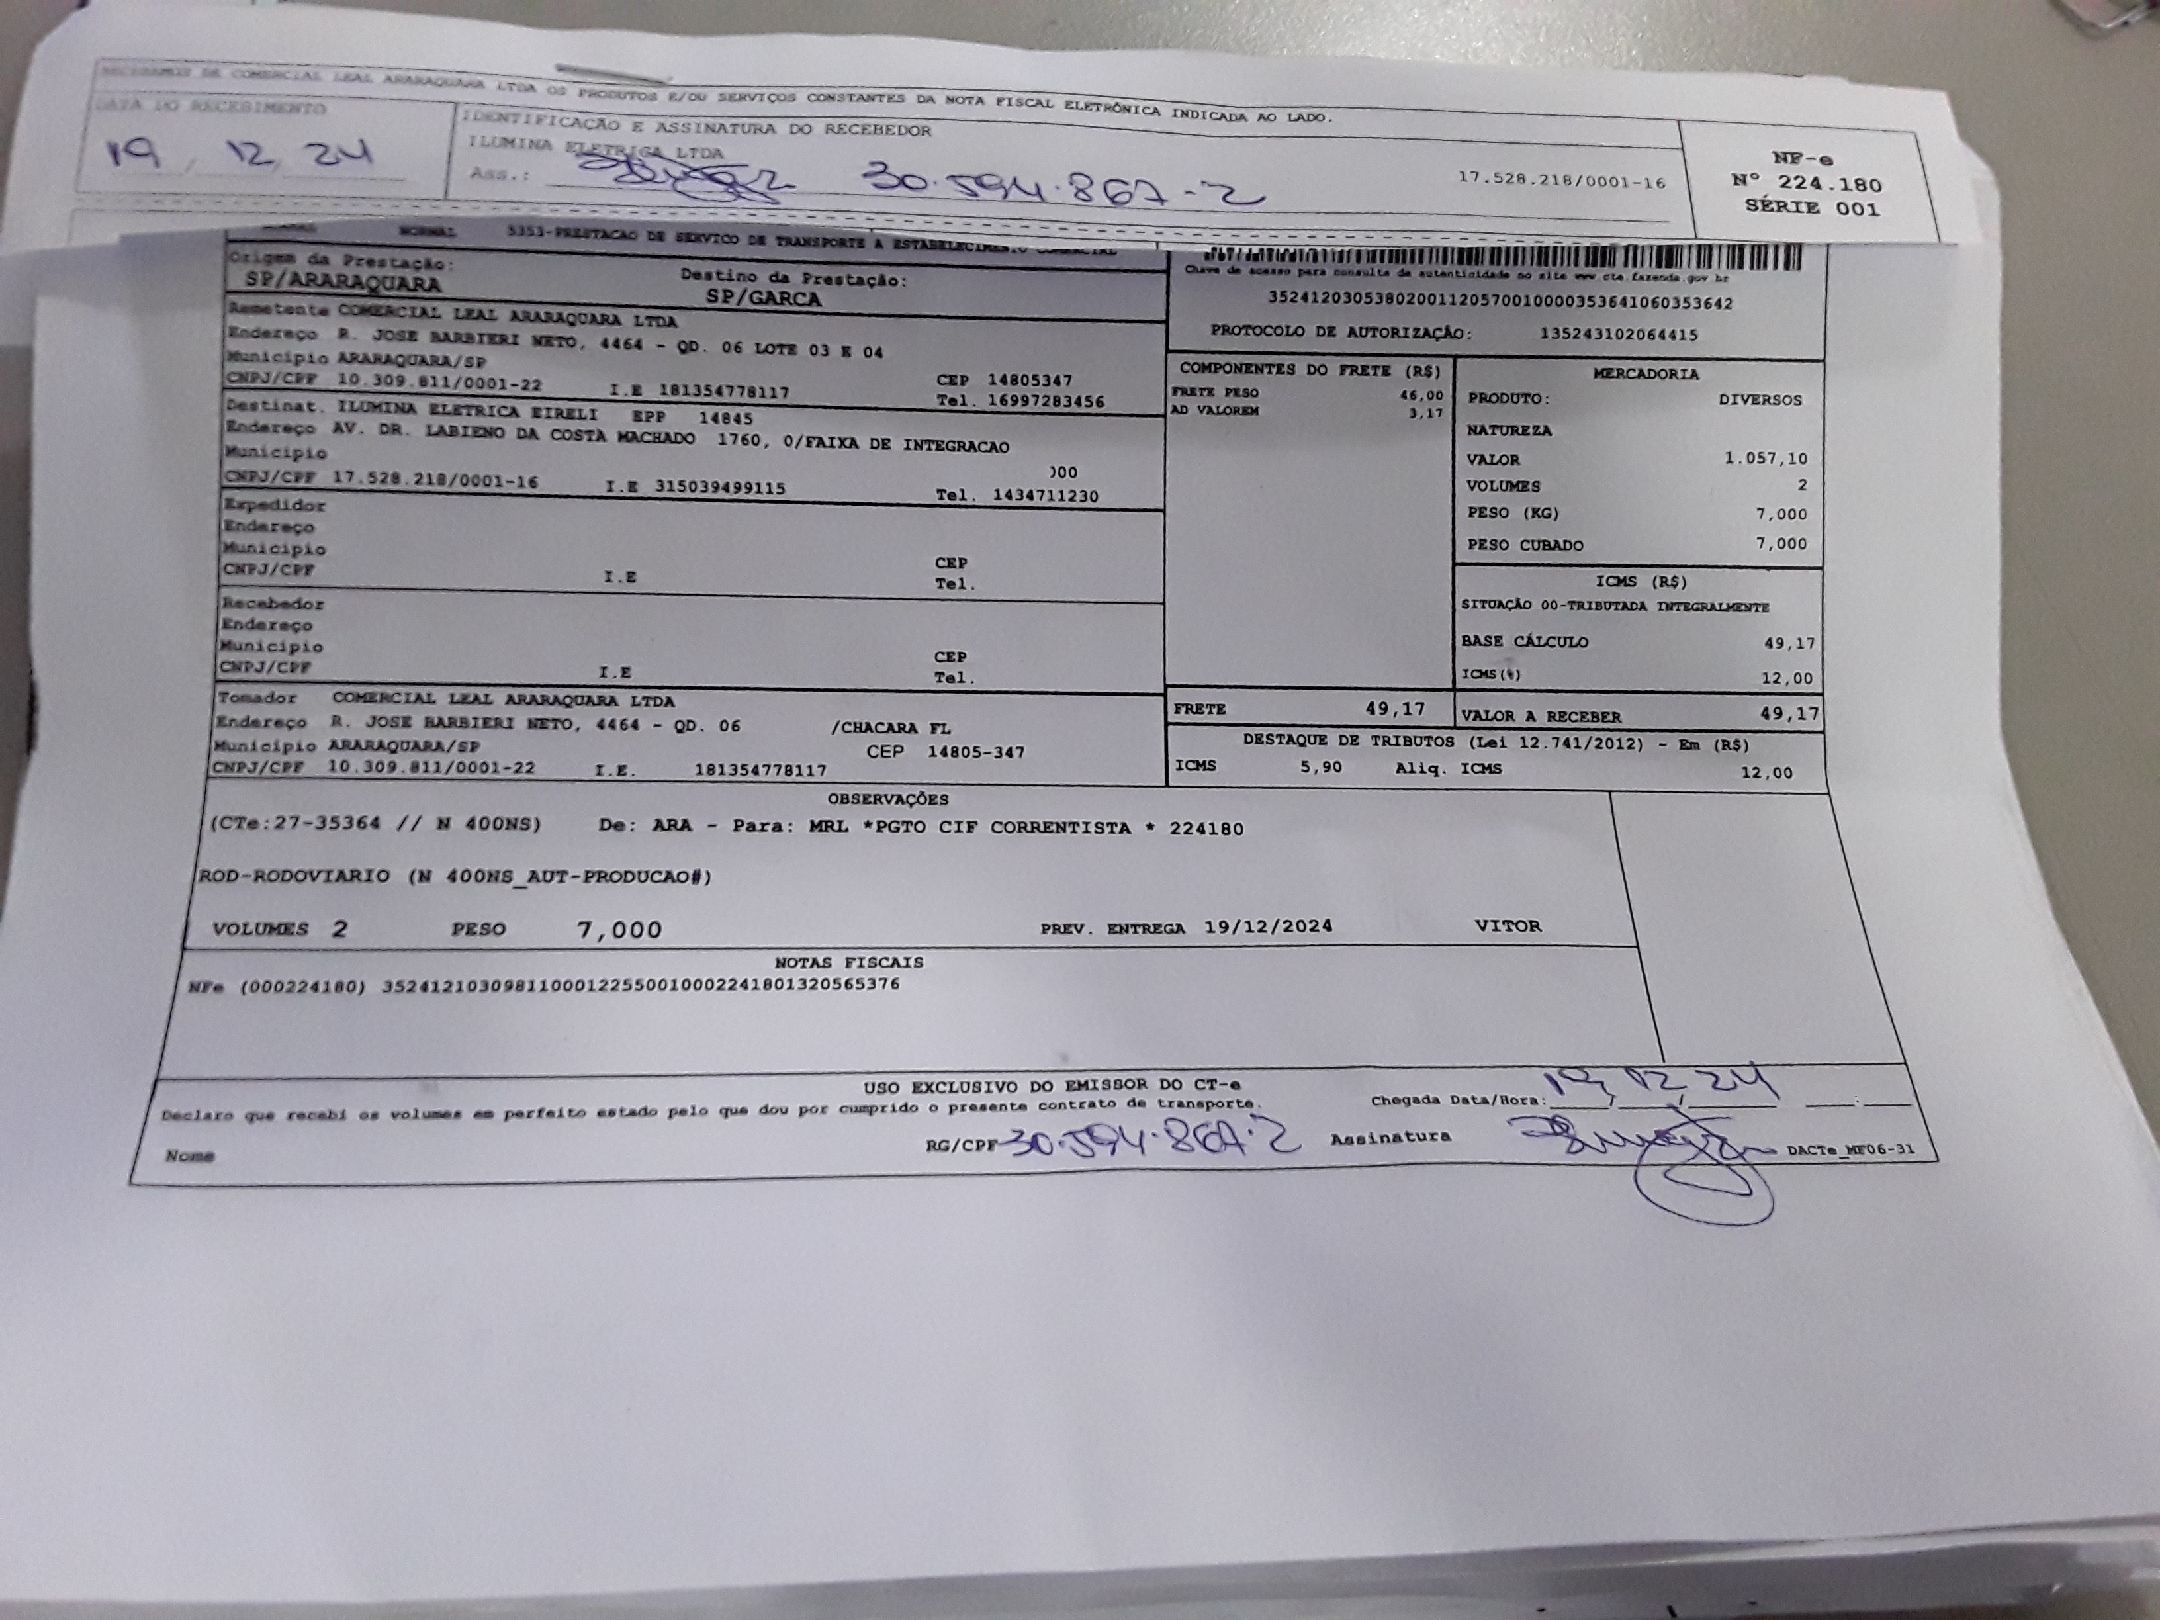 RECEBEMOS DE COMERCIAL LEAL ARARAQUARA LTDA OS PRODUTOS E/OU SERVIÇOS CONSTANTES DA NOTA FISCAL ELETRÔNICA INDICADA AO LADO.
DATA DO RECEBIMENTO
19 12 24
IDENTIFICAÇÃO E ASSINATURA DO RECEBEDOR
ILUMINA ELETRICA LTDA
Ass.: 30.594.867-2
17.528.218/0001-16
NF-e
Nº 224.180
SÉRIE 001
NORMAL 5353-PRESTACAO DE SERVICO DE TRANSPORTE A ESTABELECIMENTO COMERCIAL
Origem da Prestação:
SP/ARARAQUARA
Destino da Prestação:
SP/GARCA
Chave de acesso para consulta de autenticidade no site www.cte.fazenda.gov.br
35241203053802001120570010000353641060353642
PROTOCOLO DE AUTORIZAÇÃO: 135243102064415
Remetente COMERCIAL LEAL ARARAQUARA LTDA
Endereço R. JOSE BARBIERI NETO, 4464 - QD. 06 LOTE 03 E 04
Município ARARAQUARA/SP
CEP 14805347
CNPJ/CPF 10.309.811/0001-22 I.E 181354778117
Tel. 16997283456
Destinat. ILUMINA ELETRICA EIRELI EPP 14845
Endereço AV. DR. LABIENO DA COSTA MACHADO 1760, 0/FAIXA DE INTEGRACAO
Município
000
CNPJ/CPF 17.528.218/0001-16 I.E 315039499115
Tel. 1434711230
Expedidor
Endereço
Município
CEP
CNPJ/CPF I.E
Tel.
Recebedor
Endereço
Município
CEP
CNPJ/CPF I.E
Tel.
Tomador COMERCIAL LEAL ARARAQUARA LTDA
Endereço R. JOSE BARBIERI NETO, 4464 - QD. 06 /CHACARA FL
Município ARARAQUARA/SP CEP 14805-347
CNPJ/CPF 10.309.811/0001-22 I.E. 181354778117
COMPONENTES DO FRETE (R$)
FRETE PESO 46,00
AD VALOREM 3,17
FRETE 49,17
MERCADORIA
PRODUTO: DIVERSOS
NATUREZA
VALOR 1.057,10
VOLUMES 2
PESO (KG) 7,000
PESO CUBADO 7,000
ICMS (R$)
SITUAÇÃO 00-TRIBUTADA INTEGRALMENTE
BASE CÁLCULO 49,17
ICMS(%) 12,00
VALOR A RECEBER 49,17
DESTAQUE DE TRIBUTOS (Lei 12.741/2012) - Em (R$)
ICMS 5,90 Aliq. ICMS 12,00
OBSERVAÇÕES
(CTe:27-35364 // N 400NS) De: ARA - Para: MRL *PGTO CIF CORRENTISTA * 224180
ROD-RODOVIARIO (N 400NS_AUT-PRODUCAO#)
VOLUMES 2 PESO 7,000 PREV. ENTREGA 19/12/2024 VITOR
NOTAS FISCAIS
NFe (000224180) 35241210309811000122550010002241801320565376
USO EXCLUSIVO DO EMISSOR DO CT-e
Declaro que recebi os volumes em perfeito estado pelo que dou por cumprido o presente contrato de transporte.
Chegada Data/Hora: 19/12/24
Nome
RG/CPF 30.594.867-2
Assinatura
DACTe_MF06-31